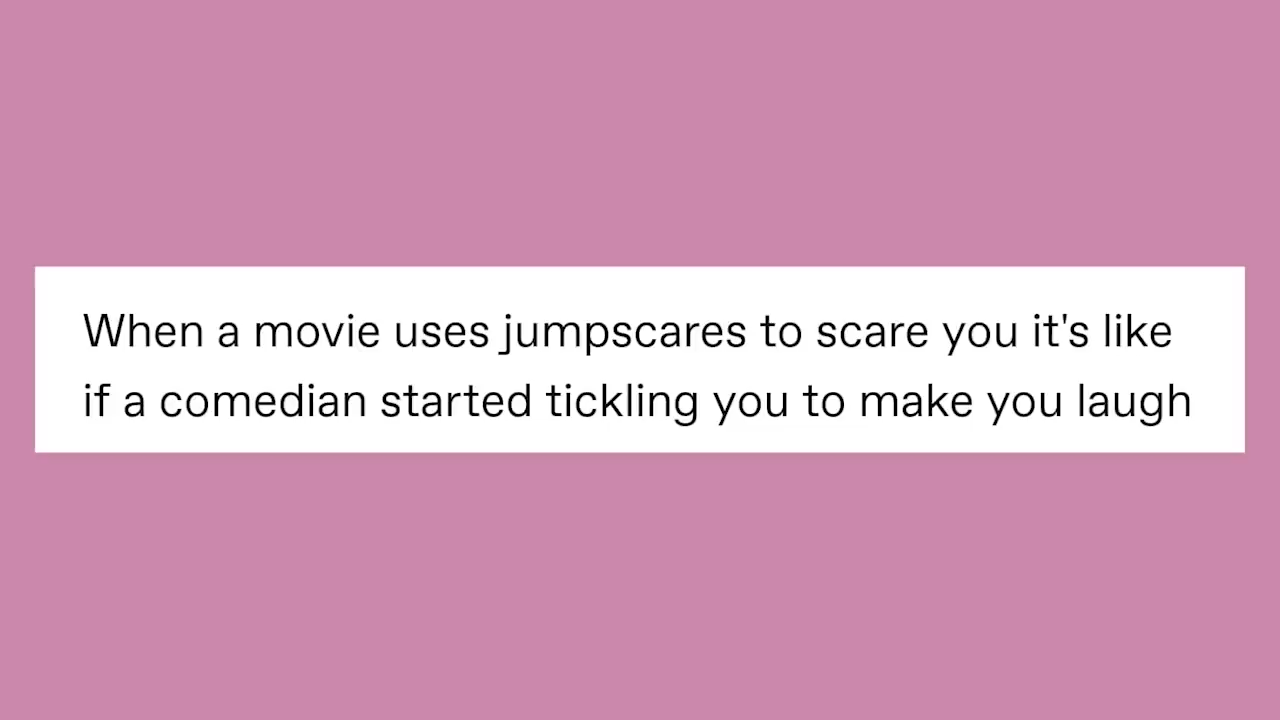 When a movie uses jumpscares to scare you it's like
if a comedian started tickling you to make you laugh